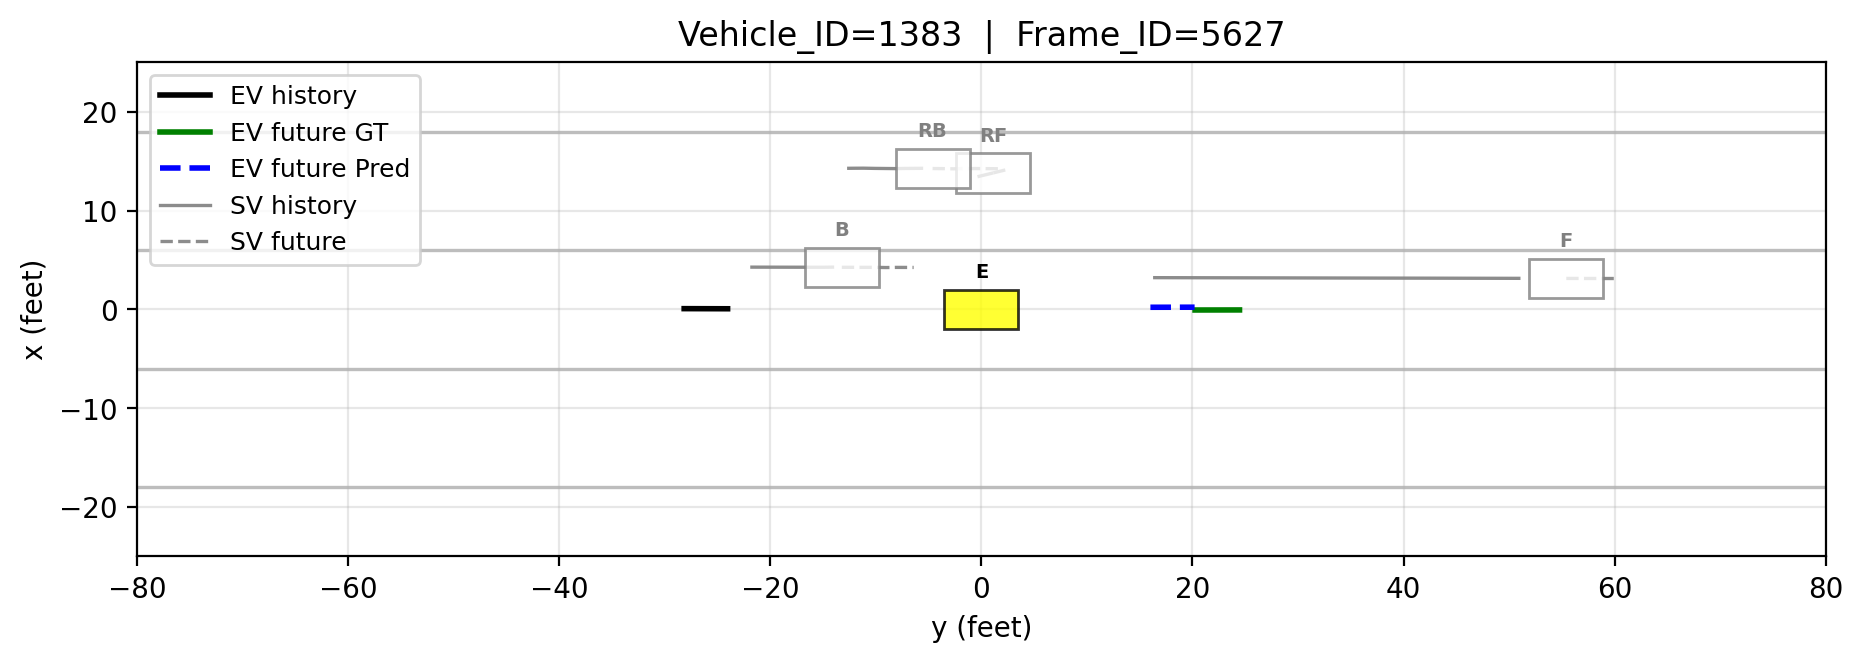 Vehicle_ID=1383 | Frame_ID=5627
EV history
EV future GT
EV future Pred
SV history
SV future
RB
RF
B
E
F
x (feet)
20
10
0
−10
−20
−80
−60
−40
−20
0
20
40
60
80
y (feet)